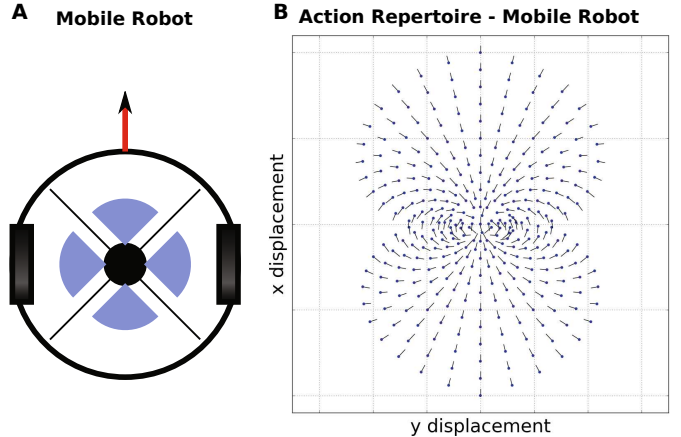 A
Mobile Robot
B
Action Repertoire - Mobile Robot
x displacement
y displacement